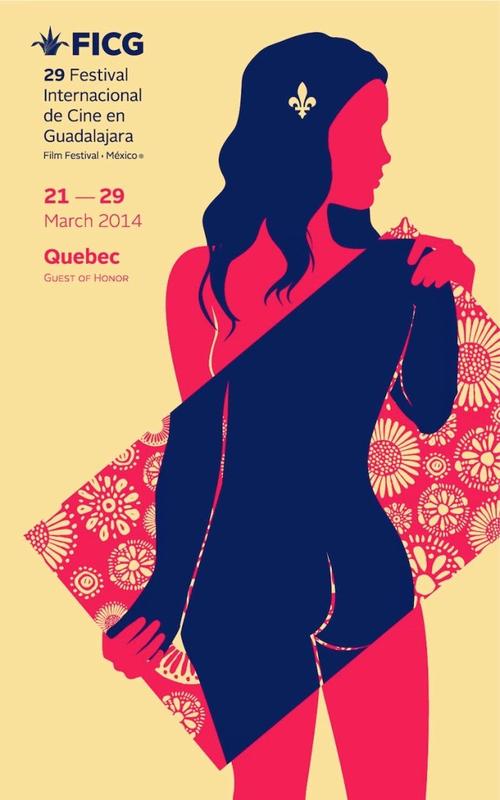 FICG
29 Festival
Internacional
de Cine en
Guadalajara
Film Festival • México®
21 — 29
March 2014
Quebec
GUEST OF HONOR